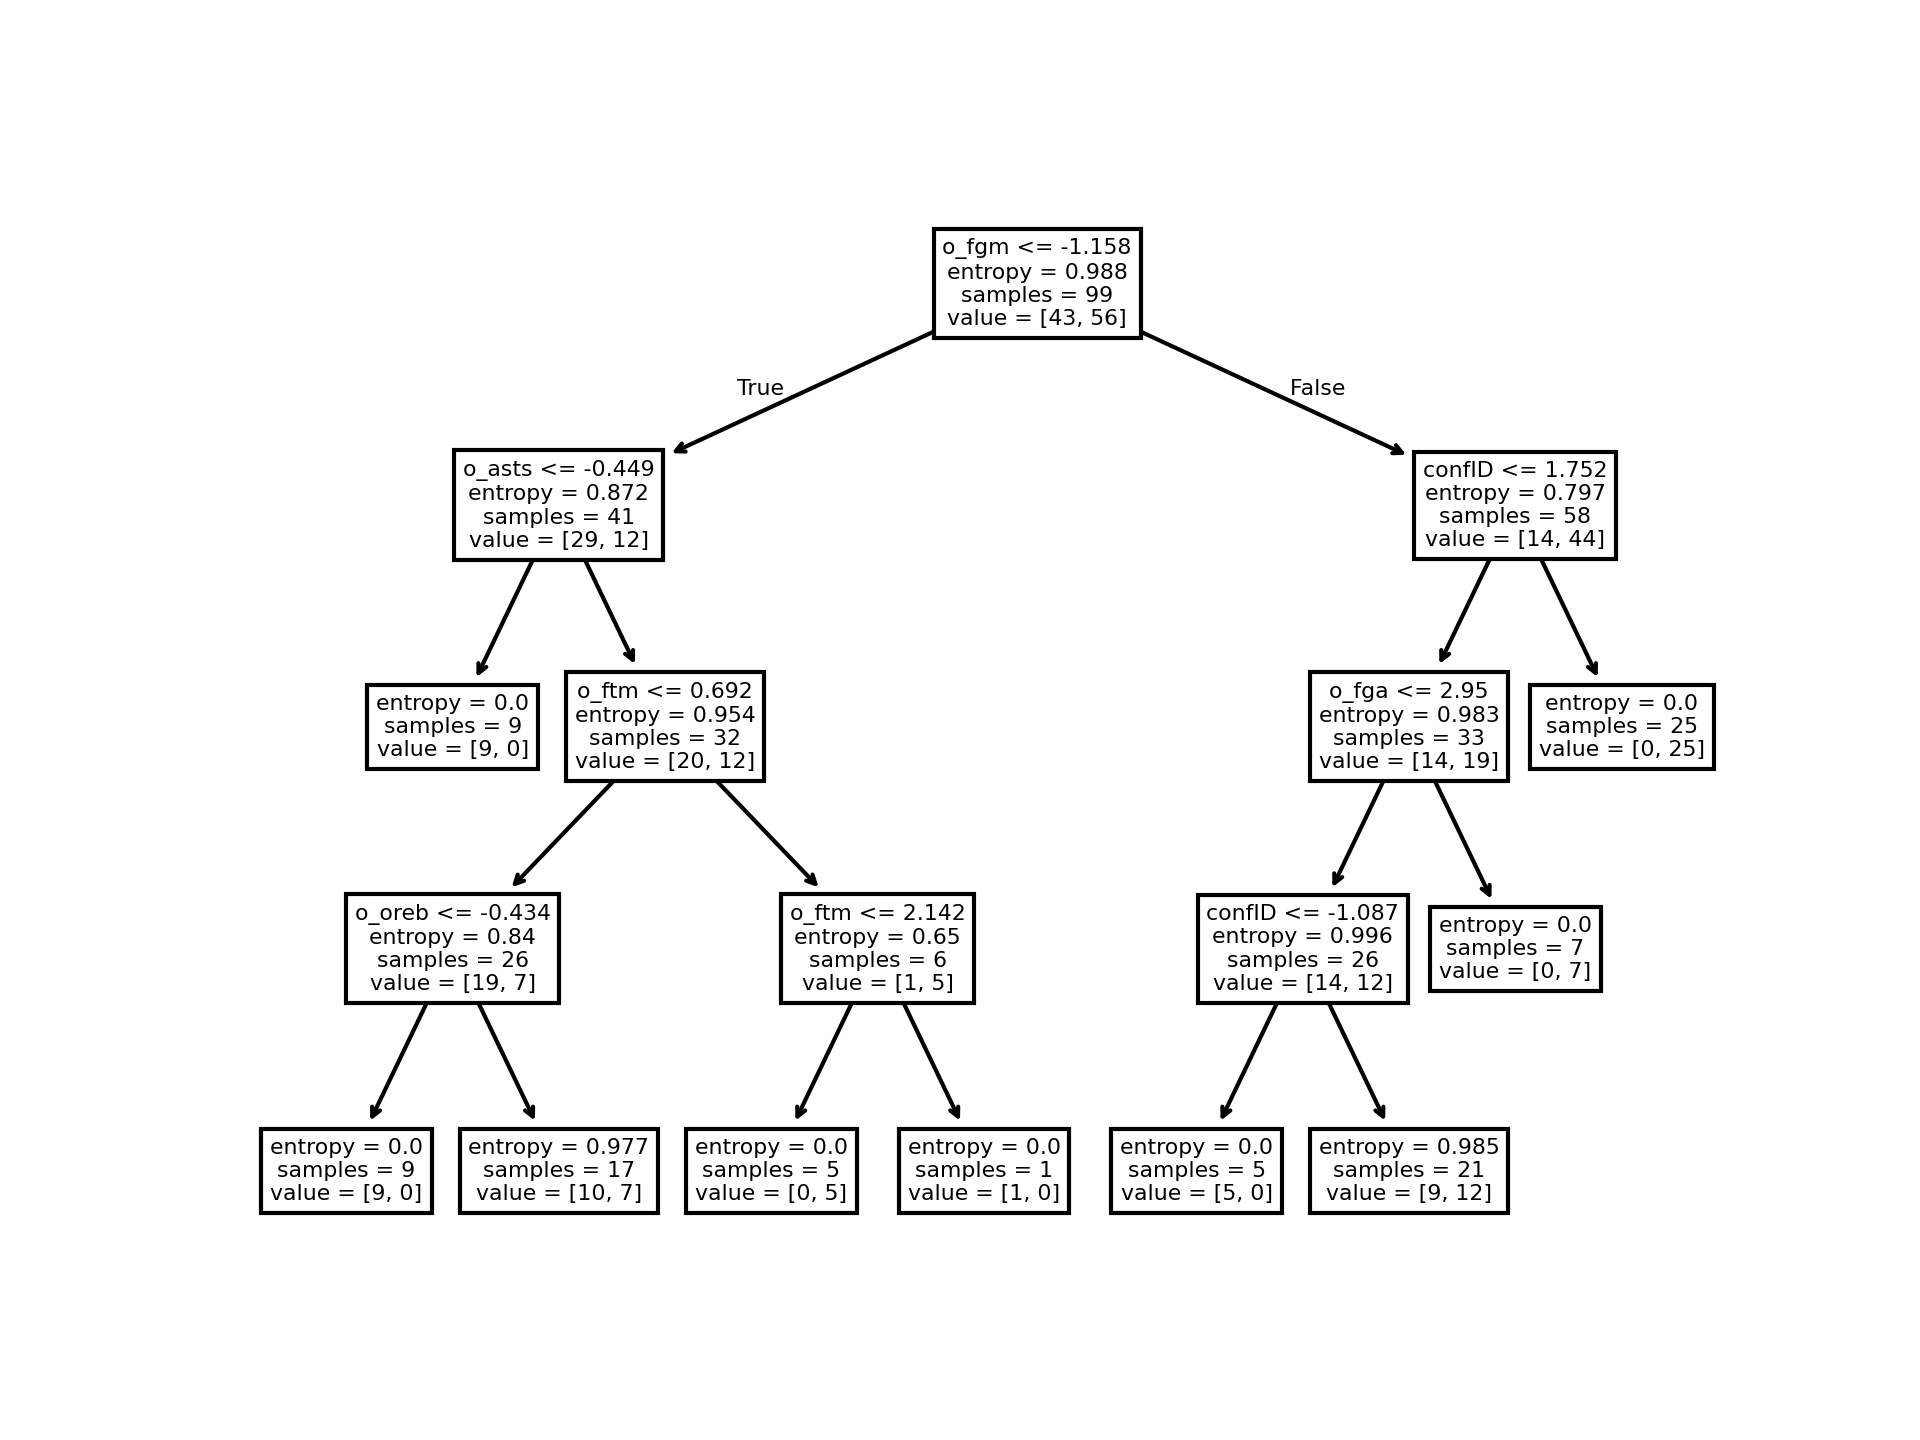 o_fgm <= -1.158
entropy = 0.988
samples = 99
value = [43, 56]
True
False
o_asts <= -0.449
entropy = 0.872
samples = 41
value = [29, 12]
confID <= 1.752
entropy = 0.797
samples = 58
value = [14, 44]
entropy = 0.0
samples = 9
value = [9, 0]
o_ftm <= 0.692
entropy = 0.954
samples = 32
value = [20, 12]
o_fga <= 2.95
entropy = 0.983
samples = 33
value = [14, 19]
entropy = 0.0
samples = 25
value = [0, 25]
o_oreb <= -0.434
entropy = 0.84
samples = 26
value = [19, 7]
o_ftm <= 2.142
entropy = 0.65
samples = 6
value = [1, 5]
confID <= -1.087
entropy = 0.996
samples = 26
value = [14, 12]
entropy = 0.0
samples = 7
value = [0, 7]
entropy = 0.0
samples = 9
value = [9, 0]
entropy = 0.977
samples = 17
value = [10, 7]
entropy = 0.0
samples = 5
value = [0, 5]
entropy = 0.0
samples = 1
value = [1, 0]
entropy = 0.0
samples = 5
value = [5, 0]
entropy = 0.985
samples = 21
value = [9, 12]